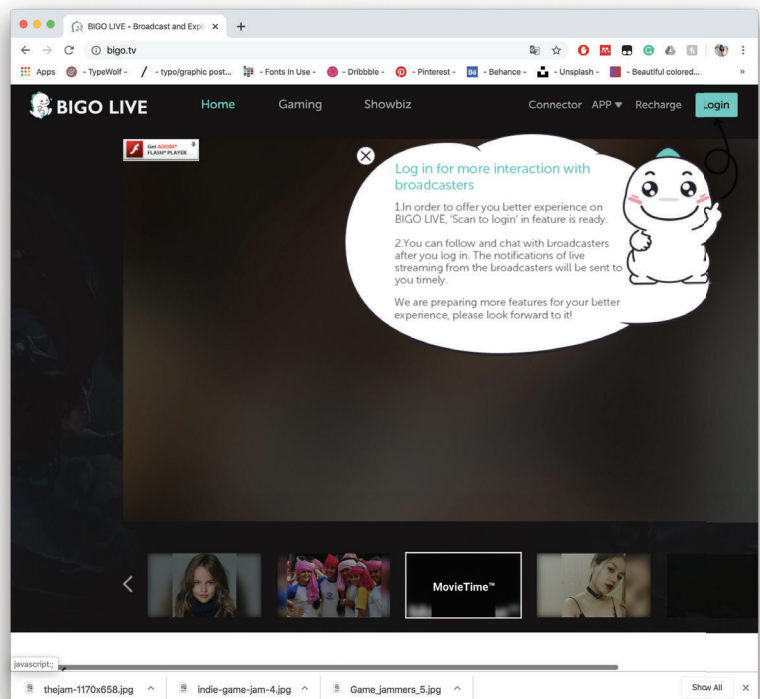 BIGO LIVE - Broadcast and Expl
bigo.tv
Apps - TypeWolf - - typo/graphic post... - Fonts In Use - - Dribbble - - Pinterest - - Behance - - Unsplash - - Beautiful colored... »
BIGO LIVE Home Gaming Showbiz Connector APP Recharge Login
Get ADOBE®
FLASH® PLAYER
Log in for more interaction with
broadcasters
1.In order to offer you better experience on
BIGO LIVE, 'Scan to login' in feature is ready.
2.You can follow and chat with broadcasters
after you log in. The notifications of live
streaming from the broadcasters will be sent to
you timely.
We are preparing more features for your better
experience, please look forward to it!
MovieTime™
javascript:;
thejam-1170x658.jpg indie-game-jam-4.jpg Game_jammers_5.jpg Show All